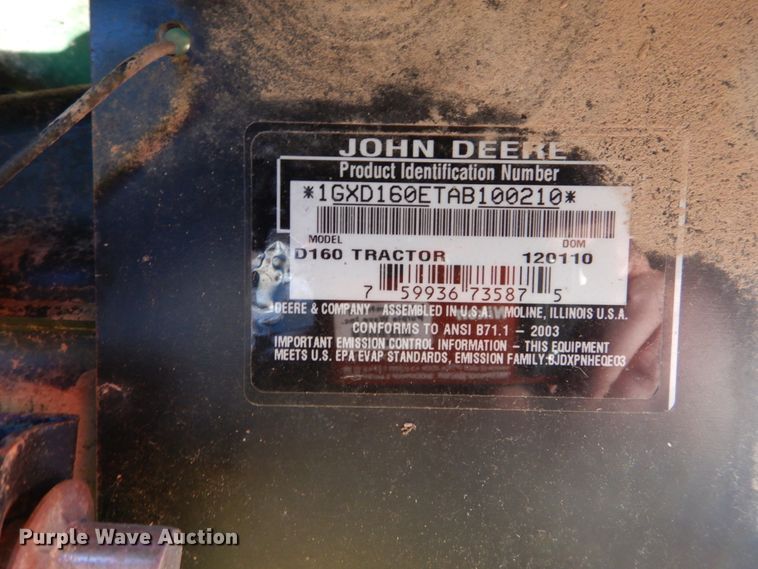 JOHN DEERE
Product Identification Number
*1GXD160ETAB100210*
MODEL DOM
D160 TRACTOR 120110
7 59936 73587 5
DEERE & COMPANY ASSEMBLED IN U.S.A. MOLINE, ILLINOIS U.S.A.
CONFORMS TO ANSI B71.1 – 2003
IMPORTANT EMISSION CONTROL INFORMATION – THIS EQUIPMENT
MEETS U.S. EPA EVAP STANDARDS, EMISSION FAMILY:BJDXPNHEQE03
Purple Wave Auction